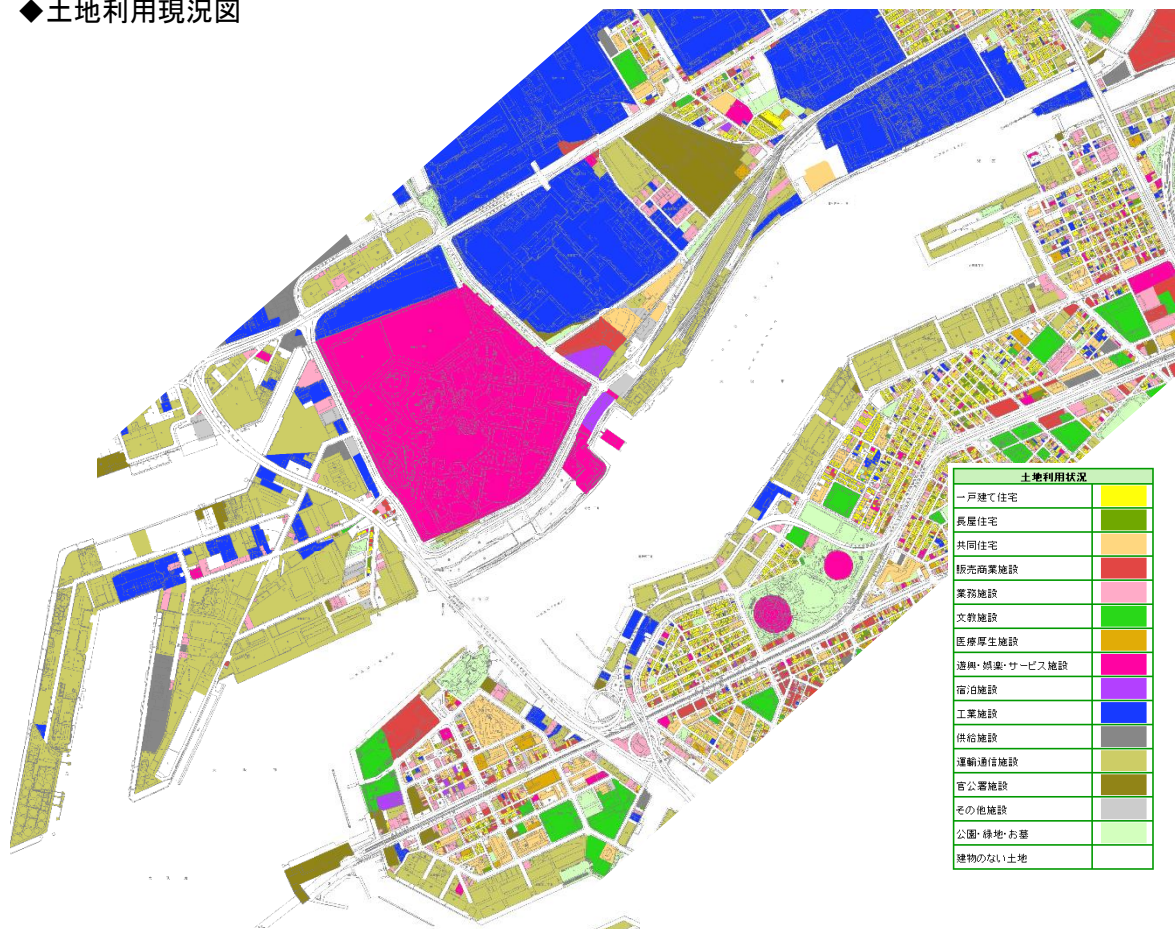 ◆土地利用現況図
土地利用状況
一戸建て住宅
長屋住宅
共同住宅
販売商業施設
業務施設
文教施設
医療厚生施設
遊興・娯楽・サービス施設
宿泊施設
工業施設
供給施設
運輸通信施設
官公署施設
その他施設
公園・緑地・お墓
建物のない土地